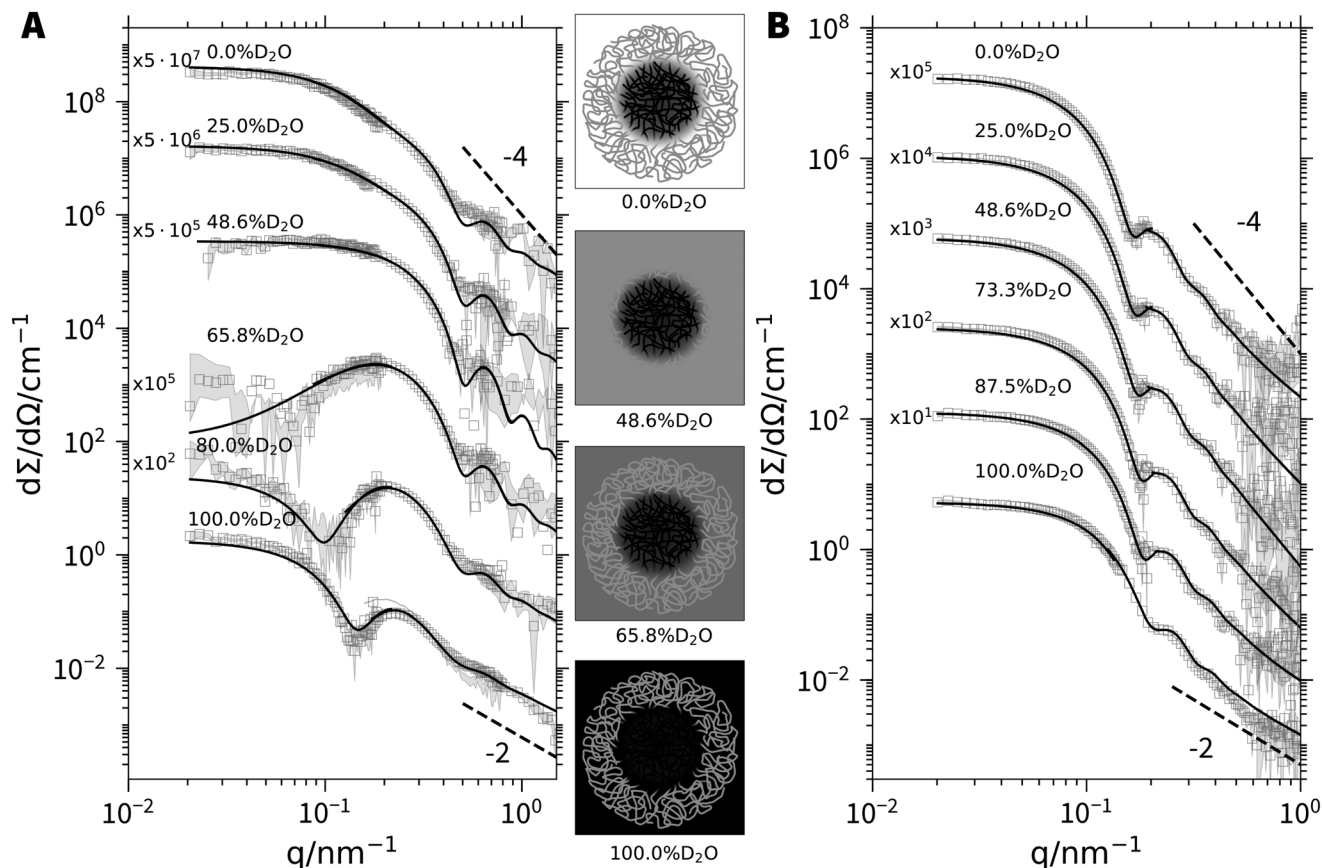 A
x5 · 10⁷ 0.0%D₂O
10⁸
25.0%D₂O
x5 · 10⁶
-4
10⁶
48.6%D₂O
x5 · 10⁵
10⁴
65.8%D₂O
x10⁵
10²
80.0%D₂O
x10²
100.0%D₂O
10⁰
10⁻²
-2
dΣ/dΩ/cm⁻¹
10⁻² 10⁻¹ 10⁰
q/nm⁻¹
0.0%D₂O
48.6%D₂O
65.8%D₂O
100.0%D₂O
B
10⁸
0.0%D₂O
x10⁵
25.0%D₂O
10⁶
x10⁴
48.6%D₂O
-4
x10³
10⁴
73.3%D₂O
x10²
87.5%D₂O
10²
x10¹
100.0%D₂O
10⁰
10⁻²
-2
dΣ/dΩ/cm⁻¹
10⁻² 10⁻¹ 10⁰
q/nm⁻¹